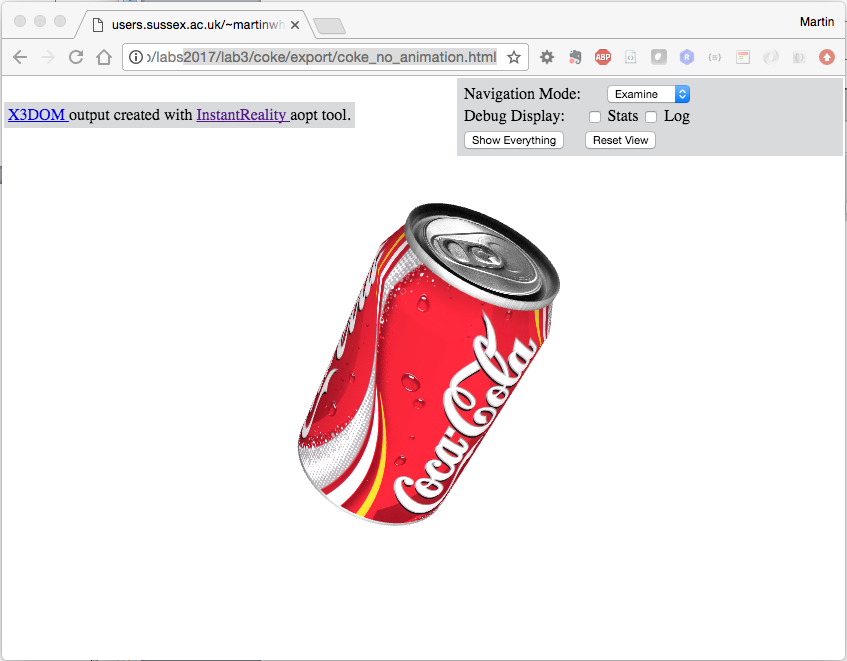 users.sussex.ac.uk/~martinwh
Martin
o/labs2017/lab3/coke/export/coke_no_animation.html
ABP
R
Navigation Mode: Examine
X3DOM output created with InstantReality aopt tool.
Debug Display: Stats Log
Show Everything Reset View
Coca-Cola